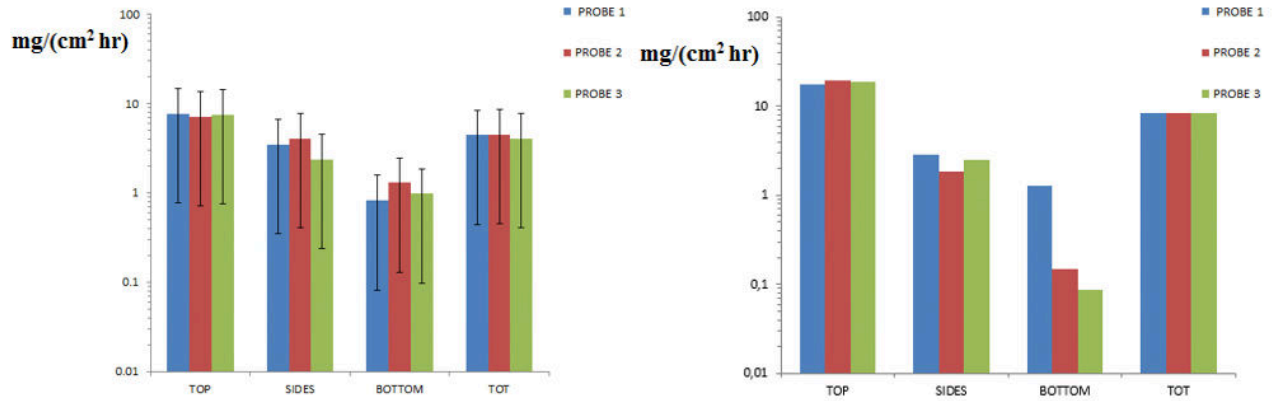 100
mg/(cm² hr)
10
1
0.1
0.01
TOP SIDES BOTTOM TOT
PROBE 1
PROBE 2
PROBE 3
100
mg/(cm² hr)
10
1
0,1
0,01
TOP SIDES BOTTOM TOT
PROBE 1
PROBE 2
PROBE 3